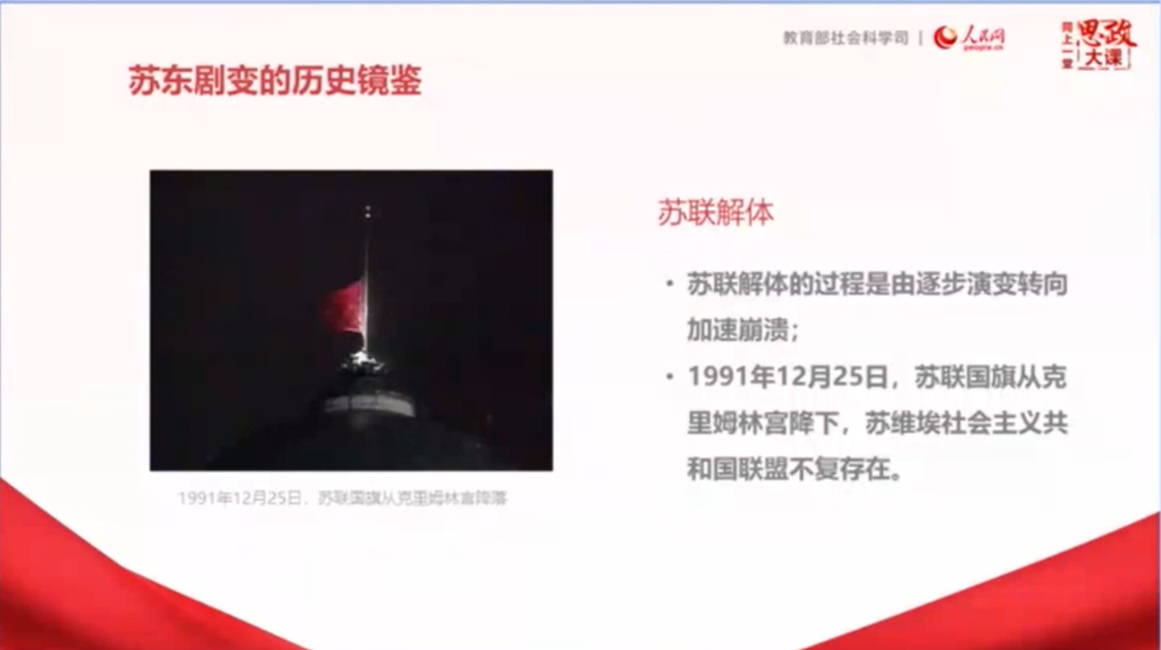 教育部社会科学司 | 人民网
people.cn
同上一堂
思政
大课
苏东剧变的历史镜鉴
苏联解体
• 苏联解体的过程是由逐步演变转向
加速崩溃；
• 1991年12月25日，苏联国旗从克
里姆林宫降下，苏维埃社会主义共
和国联盟不复存在。
1991年12月25日，苏联国旗从克里姆林宫降落